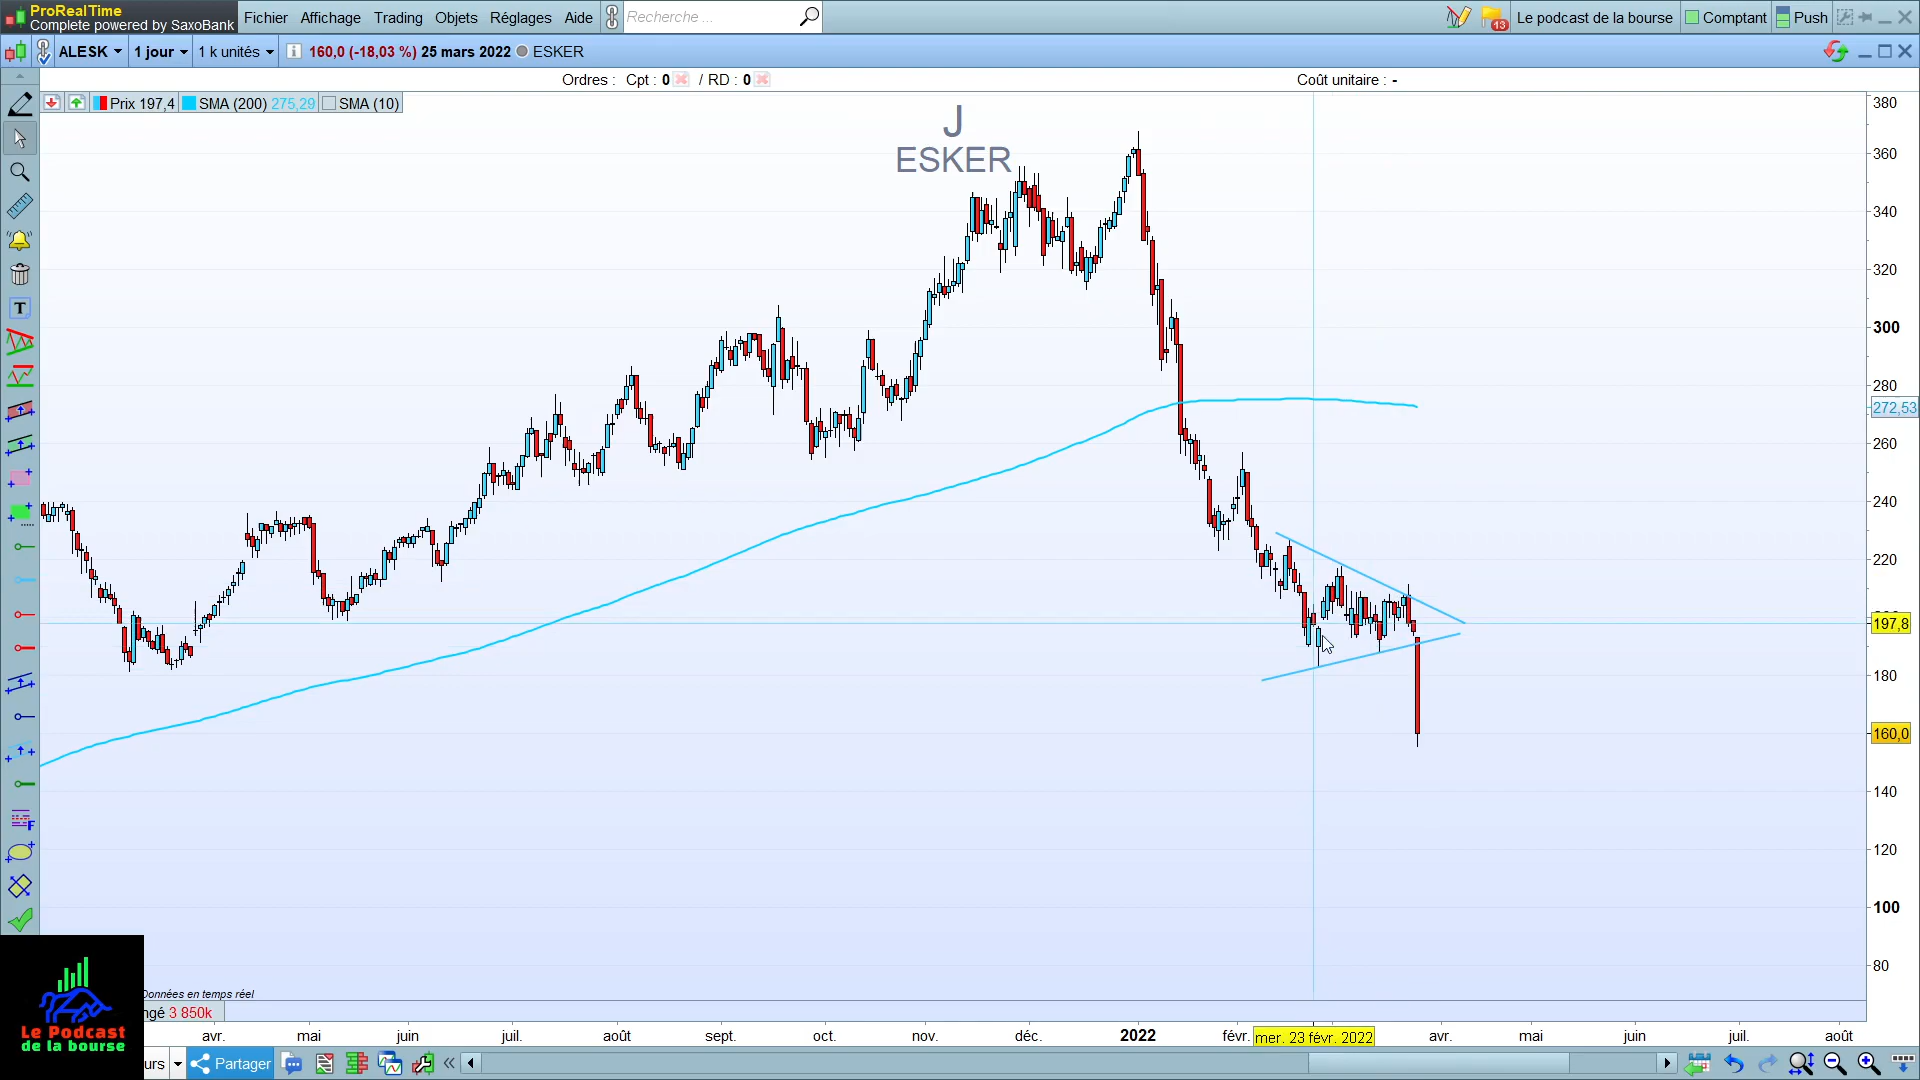 ProRealTime
Complete powered by SaxoBank
Fichier Affichage Trading Objets Réglages Aide
Recherche ...
13
Le podcast de la bourse
Comptant
Push
ALESK
1 jour
1 k unités
160,0 (-18,03 %) 25 mars 2022
ESKER
Ordres : Cpt : 0 / RD : 0
Coût unitaire : -
Prix 197,4
SMA (200) 275,29
SMA (10)
J
ESKER
380
360
340
320
300
280
272,53
260
240
220
197,8
180
160,0
140
120
100
80
Données en temps réel
ngé 3 850k
avr. mai juin juil. août sept. oct. nov. déc. 2022 févr. mer. 23 févr. 2022 avr. mai juin juil. août
Le Podcast
de la bourse
urs
Partager